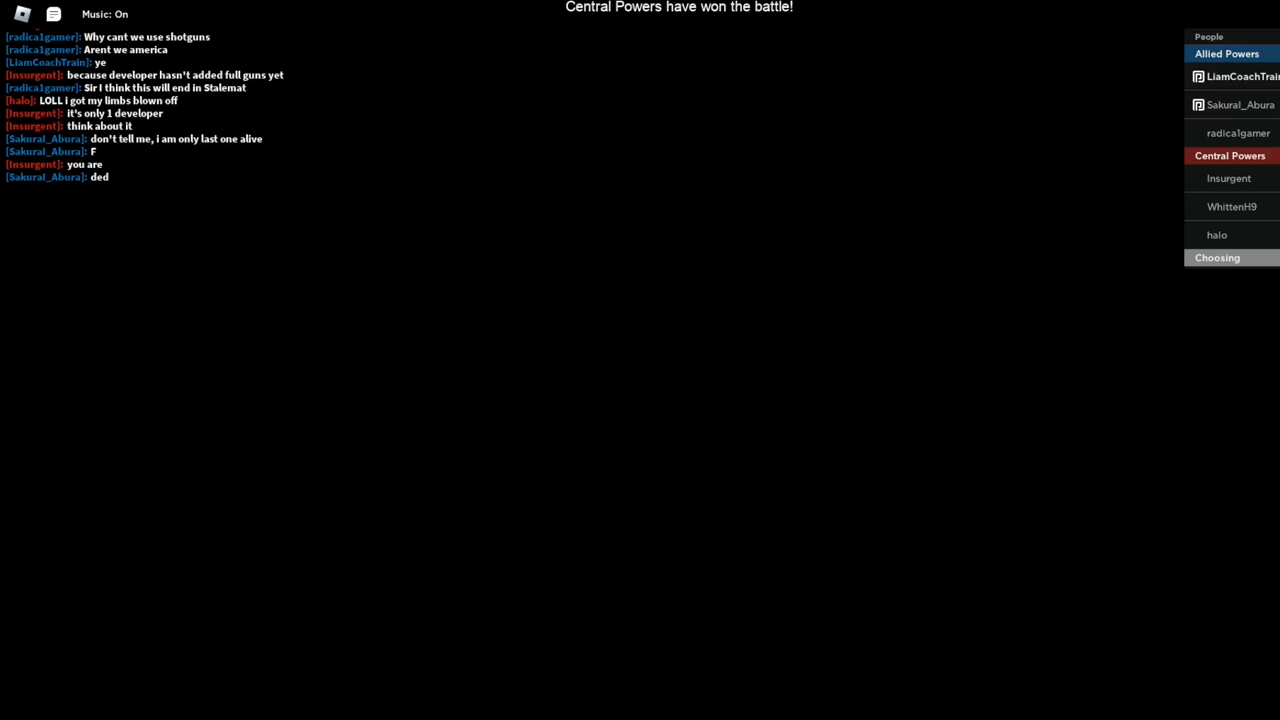 Music: On
Central Powers have won the battle!
[radica1gamer]: Why cant we use shotguns
[radica1gamer]: Arent we america
[LiamCoachTrain]: ye
[Insurgent]: because developer hasn't added full guns yet
[radica1gamer]: Sir I think this will end in Stalemat
[halo]: LOLL i got my limbs blown off
[Insurgent]: it's only 1 developer
[Insurgent]: think about it
[Sakural_Abura]: don't tell me, i am only last one alive
[Sakural_Abura]: F
[Insurgent]: you are
[Sakural_Abura]: ded
People
Allied Powers
LiamCoachTrain
Sakural_Abura
radica1gamer
Central Powers
Insurgent
WhittenH9
halo
Choosing